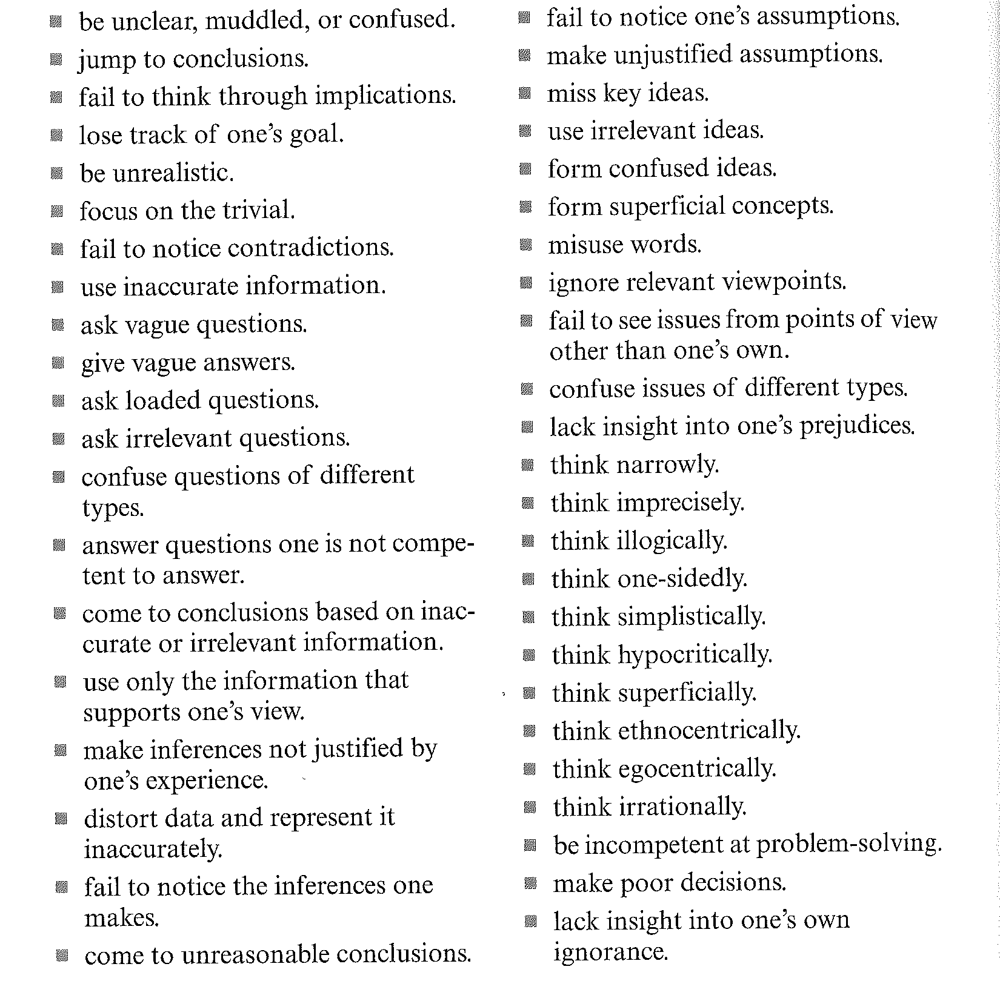 ■ be unclear, muddled, or confused.
■ jump to conclusions.
■ fail to think through implications.
■ lose track of one’s goal.
■ be unrealistic.
■ focus on the trivial.
■ fail to notice contradictions.
■ use inaccurate information.
■ ask vague questions.
■ give vague answers.
■ ask loaded questions.
■ ask irrelevant questions.
■ confuse questions of different
types.
■ answer questions one is not compe-
tent to answer.
■ come to conclusions based on inac-
curate or irrelevant information.
■ use only the information that
supports one’s view.
■ make inferences not justified by
one’s experience.
■ distort data and represent it
inaccurately.
■ fail to notice the inferences one
makes.
■ come to unreasonable conclusions.
■ fail to notice one’s assumptions.
■ make unjustified assumptions.
■ miss key ideas.
■ use irrelevant ideas.
■ form confused ideas.
■ form superficial concepts.
■ misuse words.
■ ignore relevant viewpoints.
■ fail to see issues from points of view
other than one’s own.
■ confuse issues of different types.
■ lack insight into one’s prejudices.
■ think narrowly.
■ think imprecisely.
■ think illogically.
■ think one-sidedly.
■ think simplistically.
■ think hypocritically.
■ think superficially.
■ think ethnocentrically.
■ think egocentrically.
■ think irrationally.
■ be incompetent at problem-solving.
■ make poor decisions.
■ lack insight into one’s own
ignorance.